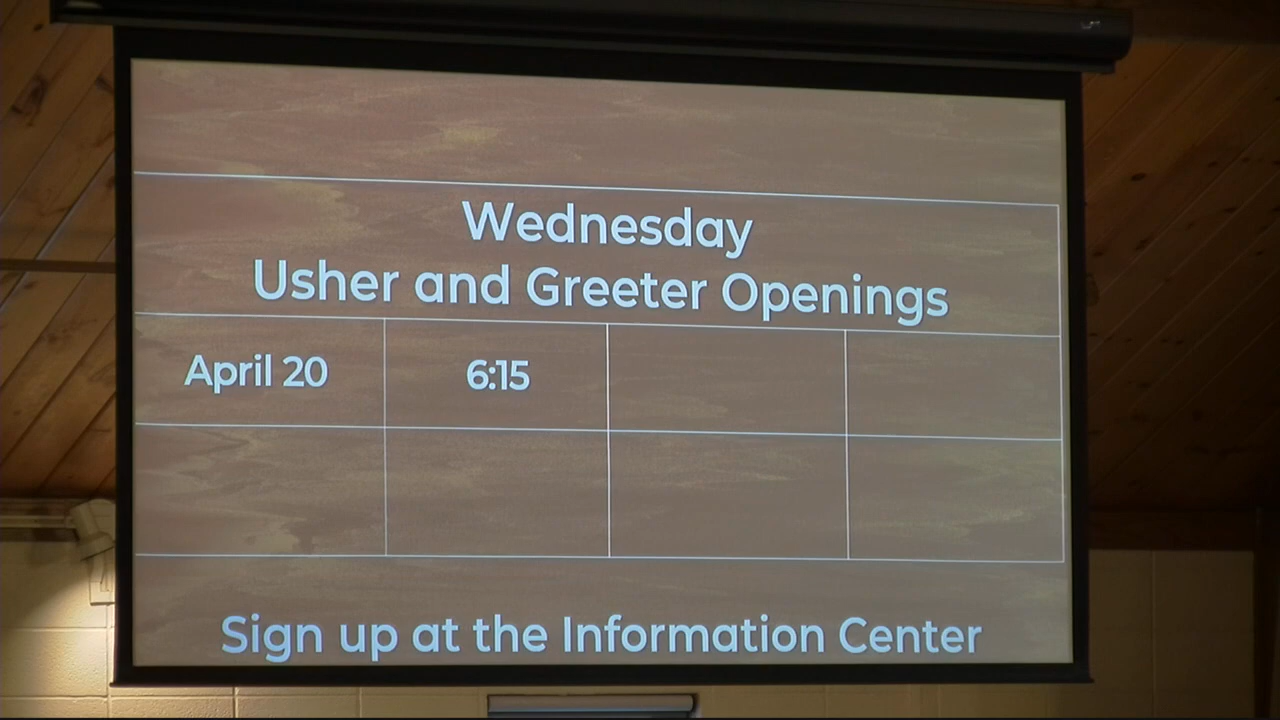 Wednesday
Usher and Greeter Openings
April 20 6:15
Sign up at the Information Center